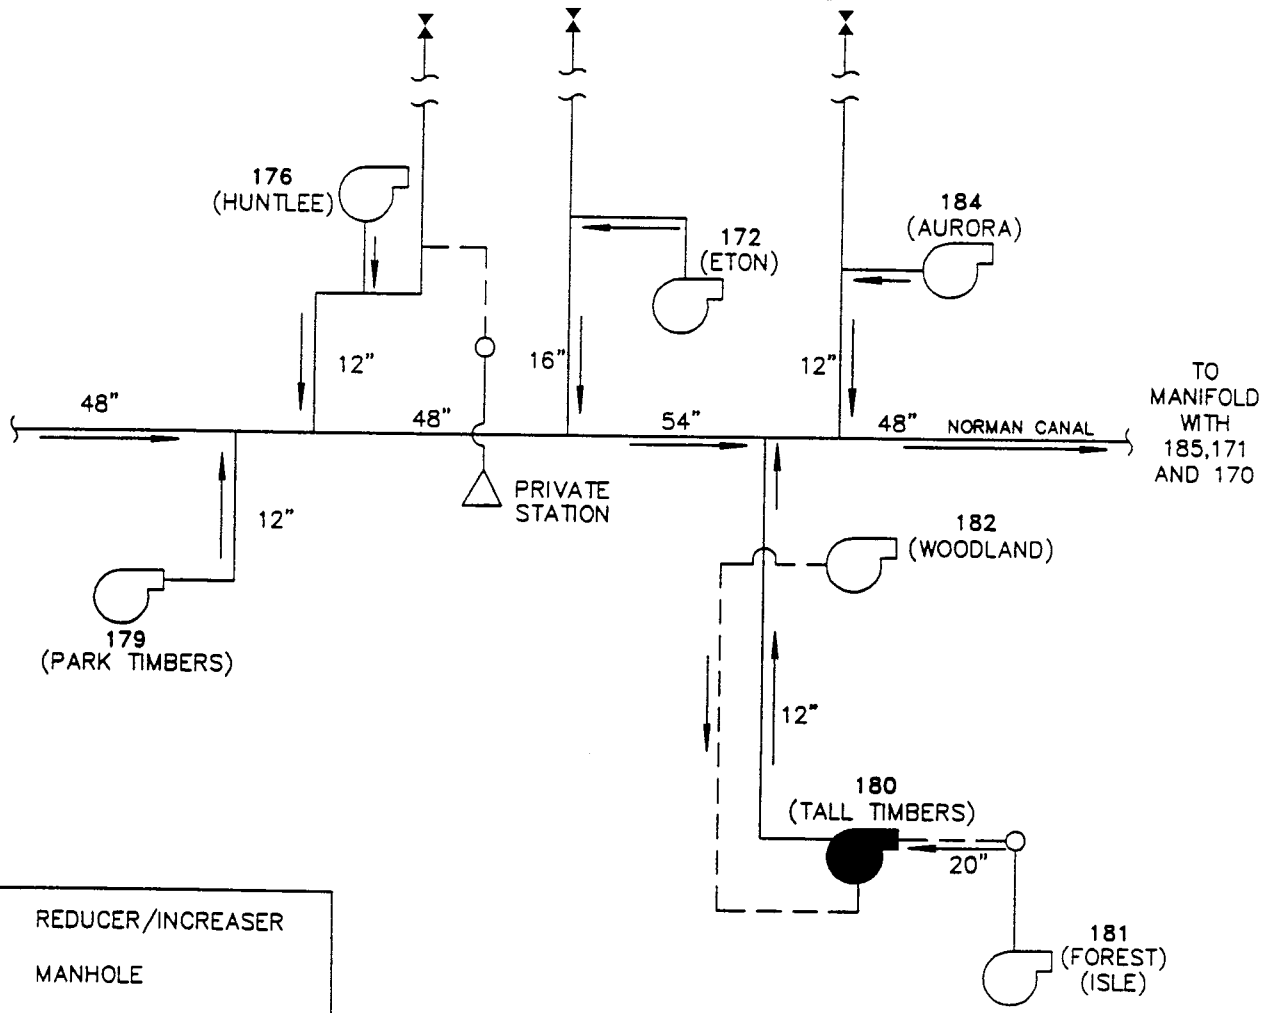 176
(HUNTLEE)
172
(ETON)
184
(AURORA)
12"
16"
12"
48"
48"
54"
48"
NORMAN CANAL
TO
MANIFOLD
WITH
185,171
AND 170
PRIVATE
STATION
12"
182
(WOODLAND)
179
(PARK TIMBERS)
12"
180
(TALL TIMBERS)
20"
181
(FOREST)
(ISLE)
REDUCER/INCREASER
MANHOLE